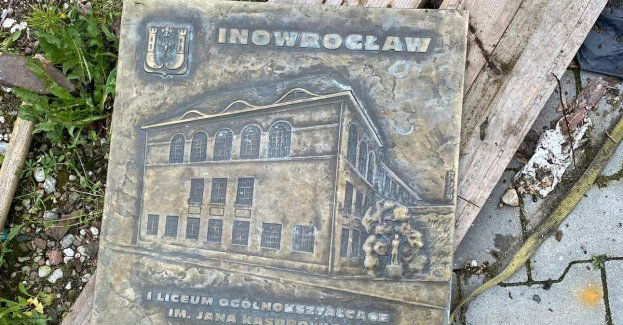 INOWROCŁAW
I LICEUM OGÓLNOKSZTAŁCĄCE
IM. JANA